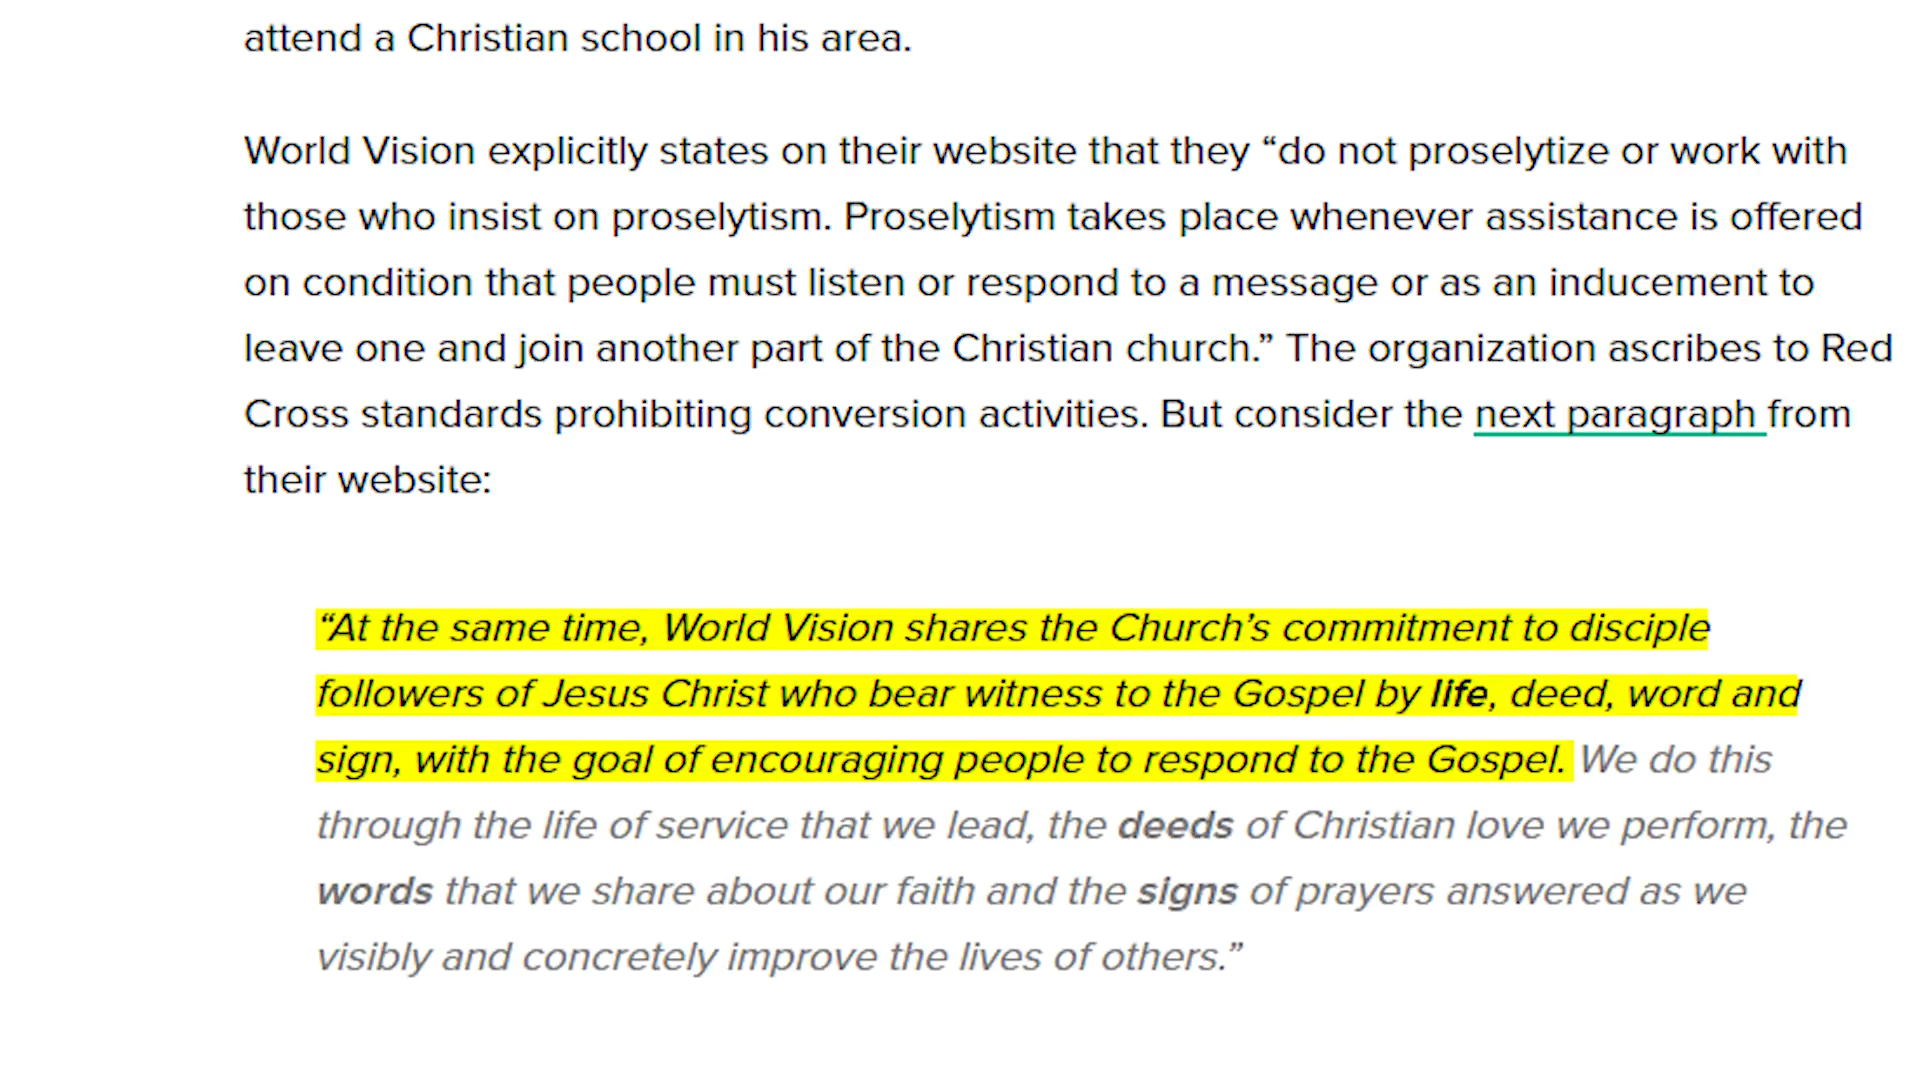 attend a Christian school in his area.
World Vision explicitly states on their website that they “do not proselytize or work with
those who insist on proselytism. Proselytism takes place whenever assistance is offered
on condition that people must listen or respond to a message or as an inducement to
leave one and join another part of the Christian church.” The organization ascribes to Red
Cross standards prohibiting conversion activities. But consider the next paragraph from
their website:
“At the same time, World Vision shares the Church’s commitment to disciple
followers of Jesus Christ who bear witness to the Gospel by life, deed, word and
sign, with the goal of encouraging people to respond to the Gospel. We do this
through the life of service that we lead, the deeds of Christian love we perform, the
words that we share about our faith and the signs of prayers answered as we
visibly and concretely improve the lives of others.”